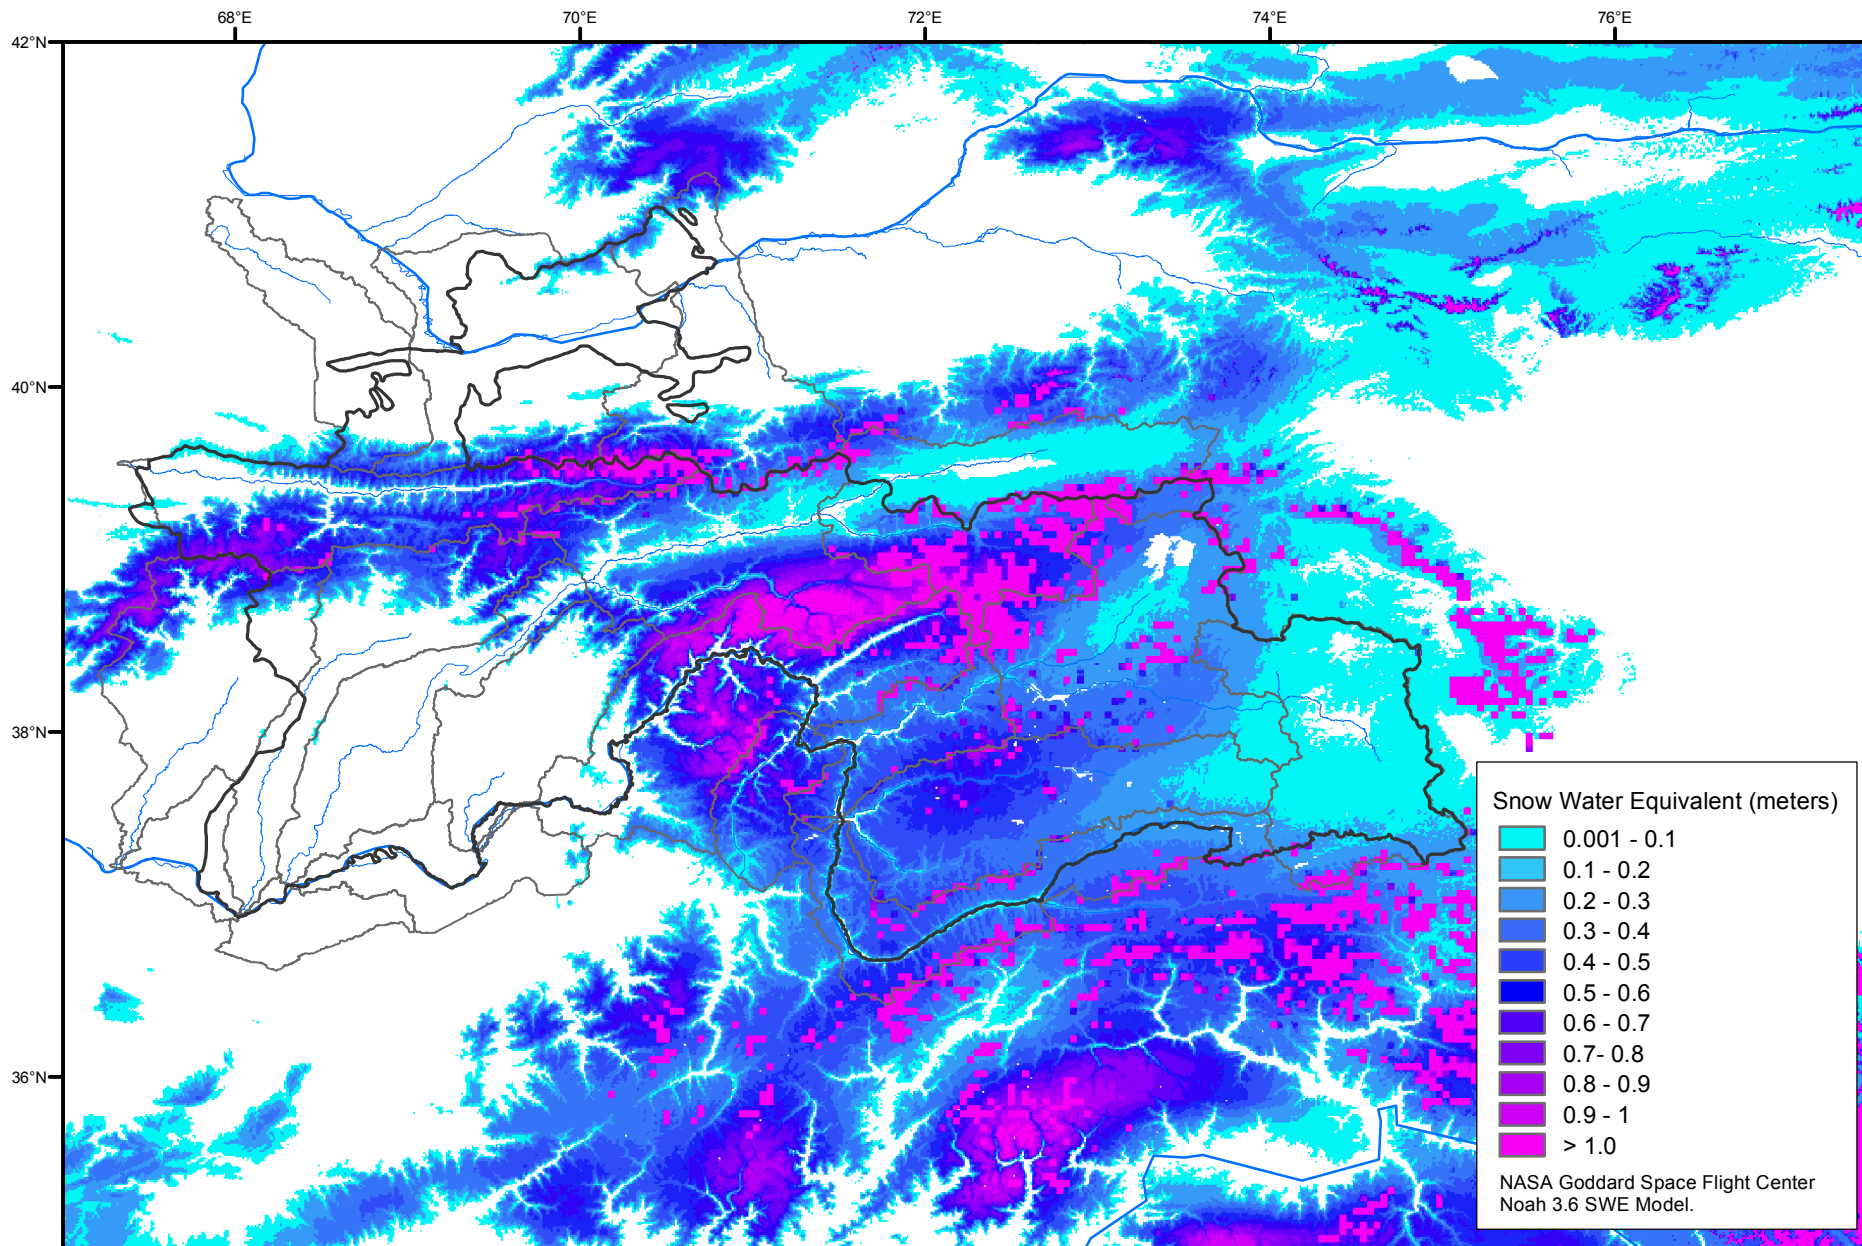 68°E
70°E
72°E
74°E
76°E
42°N
40°N
38°N
36°N
Snow Water Equivalent (meters)
0.001 - 0.1
0.1 - 0.2
0.2 - 0.3
0.3 - 0.4
0.4 - 0.5
0.5 - 0.6
0.6 - 0.7
0.7- 0.8
0.8 - 0.9
0.9 - 1
> 1.0
NASA Goddard Space Flight Center
Noah 3.6 SWE Model.